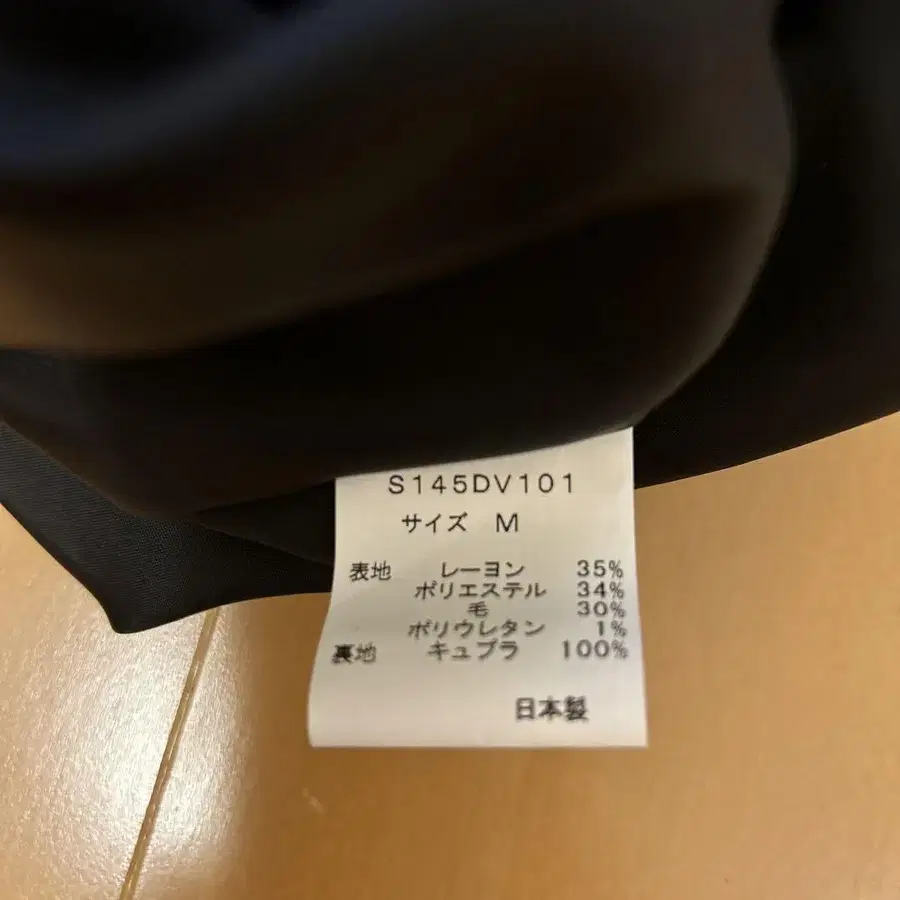 S145DV101
サイズ M
表地 レーヨン 35%
ポリエステル 34%
毛 30%
ポリウレタン 1%
裏地 キュプラ 100%
日本製